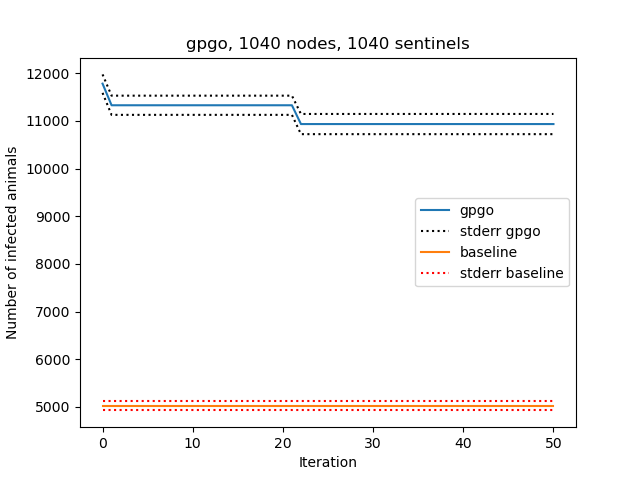 gpgo, 1040 nodes, 1040 sentinels
12000
11000
10000
9000
8000
7000
6000
5000
Number of infected animals
gpgo
stderr gpgo
baseline
stderr baseline
0 10 20 30 40 50
Iteration